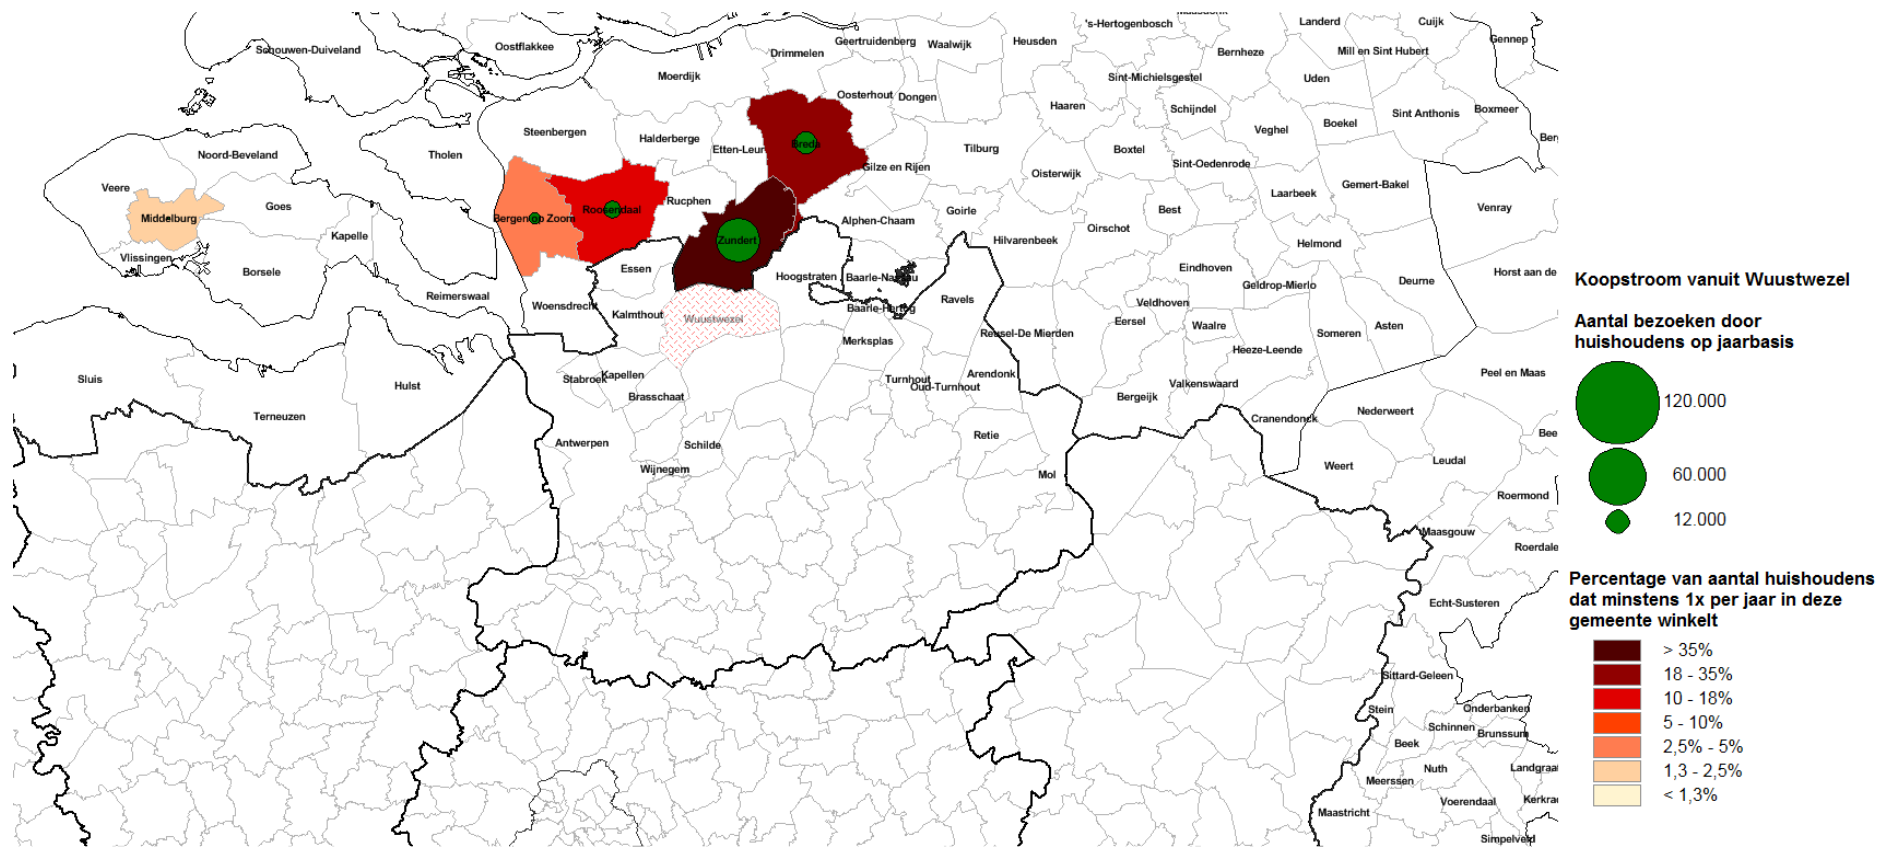 Schouwen-Duiveland
Oostflakkee
Moerdijk
Drimmelen
Geertruidenberg
Waalwijk
Heusden
's-Hertogenbosch
Landerd
Cuijk
Gennep
Bernheze
Mill en Sint Hubert
Sint-Michielsgestel
Uden
Oosterhout
Dongen
Haaren
Schijndel
Boekel
Sint Anthonis
Boxmeer
Steenbergen
Halderberge
Etten-Leur
Breda
Tilburg
Boxtel
Veghel
Noord-Beveland
Tholen
Gilze en Rijen
Oisterwijk
Sint-Oedenrode
Gemert-Bakel
Veere
Goes
Middelburg
Bergen op Zoom
Roosendaal
Rucphen
Alphen-Chaam
Goirle
Best
Laarbeek
Venray
Kapelle
Zundert
Hilvarenbeek
Oirschot
Helmond
Vlissingen
Borsele
Essen
Hoogstraten
Baarle-Nassau
Eindhoven
Geldrop-Mierlo
Deurne
Horst aan de
Reimerswaal
Woensdrecht
Kalmthout
Wuustwezel
Baarle-Hertog
Ravels
Veldhoven
Eersel
Waalre
Merksplas
Reusel-De Mierden
Someren
Asten
Heeze-Leende
Sluis
Hulst
Stabroek
Kapellen
Brasschaat
Turnhout
Oud-Turnhout
Arendonk
Bergeijk
Valkenswaard
Peel en Maas
Terneuzen
Cranendonck
Nederweert
Antwerpen
Schilde
Retie
Bee
Wijnegem
Mol
Weert
Leudal
Roermond
Maasgouw
Roerdale
Echt-Susteren
Sittard-Geleen
Stein
Onderbanken
Schinnen
Brunssum
Beek
Nuth
Landgraaf
Meerssen
Voerendaal
Kerkra
Maastricht
Simpelveld
Koopstroom vanuit Wuustwezel
Aantal bezoeken door
huishoudens op jaarbasis
120.000
60.000
12.000
Percentage van aantal huishoudens
dat minstens 1x per jaar in deze
gemeente winkelt
> 35%
18 - 35%
10 - 18%
5 - 10%
2,5% - 5%
1,3 - 2,5%
< 1,3%